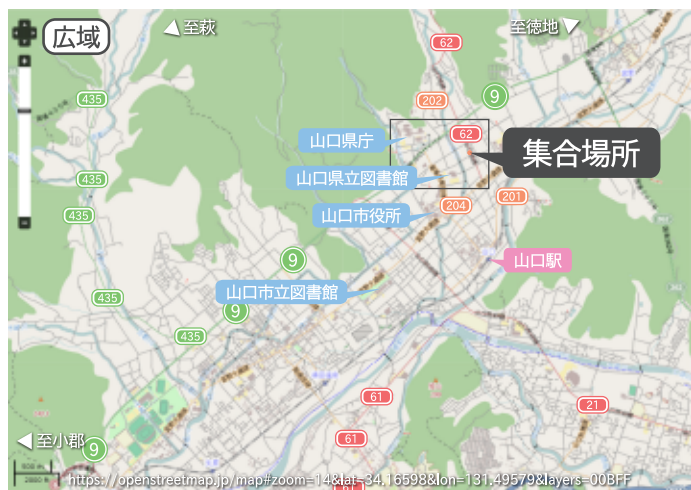 広域
至萩
至徳地
62
435
9
202
62
山口県庁
集合場所
435
山口県立図書館
201
204
435
山口市役所
9
山口駅
山口市立図書館
435
9
435
61
21
61
至小郡
9
https://openstreetmap.jp/map#zoom=14&lat=34.16598&lon=131.49579&layers=00BFF
61